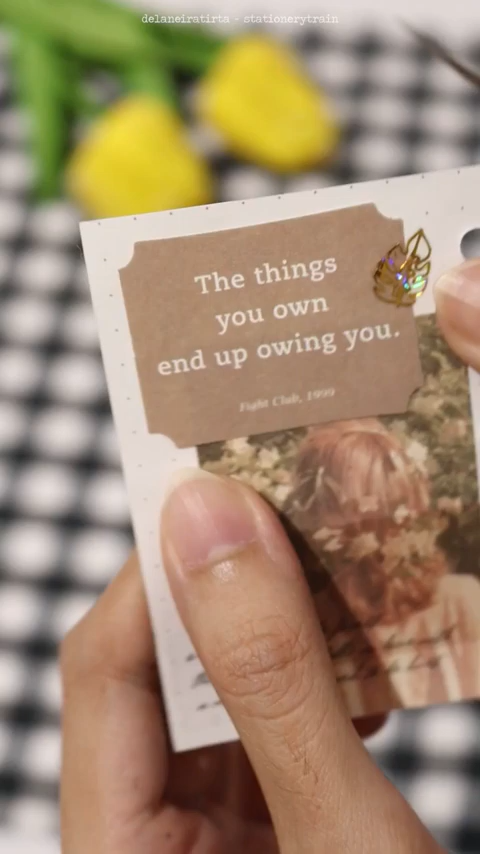 delaneiratirta - stationerytrain
The things
you own
end up owing you.
Fight Club, 1999